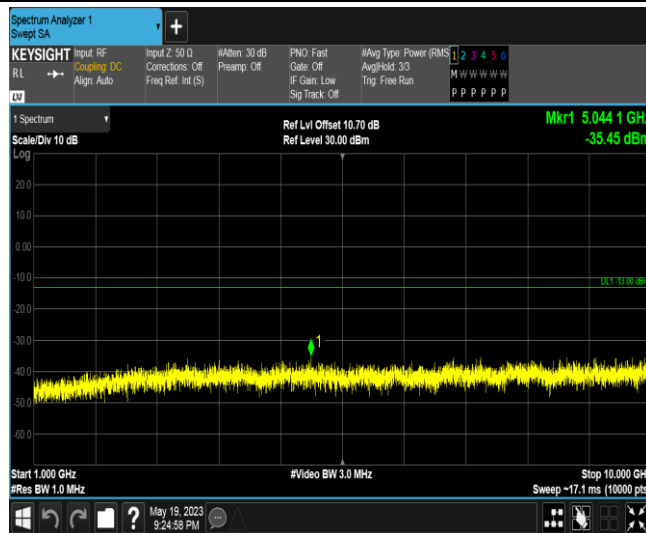 Spectrum Analyzer 1
Swept SA
+
KEYSIGHT
RL
LXI
Input: RF
Coupling: DC
Align: Auto
Input Z: 50 Ω
Corrections: Off
Freq Ref: Int (S)
#Atten: 30 dB
Preamp: Off
PNO: Fast
Gate: Off
IF Gain: Low
Sig Track: Off
#Avg Type: Power (RMS
Avg|Hold: 3/3
Trig: Free Run
1 2 3 4 5 6
M W W W W W
P P P P P P
1 Spectrum
Scale/Div 10 dB
Log
Ref Lvl Offset 10.70 dB
Ref Level 30.00 dBm
Mkr1 5.044 1 GHz
-35.45 dBm
20.0
10.0
0.00
-10.0
DL1 -13.00 dBm
-20.0
-30.0
1
-40.0
-50.0
-60.0
Start 1.000 GHz
#Res BW 1.0 MHz
#Video BW 3.0 MHz
Stop 10.000 GHz
Sweep ~17.1 ms (10000 pts)
?
May 19, 2023
9:24:58 PM